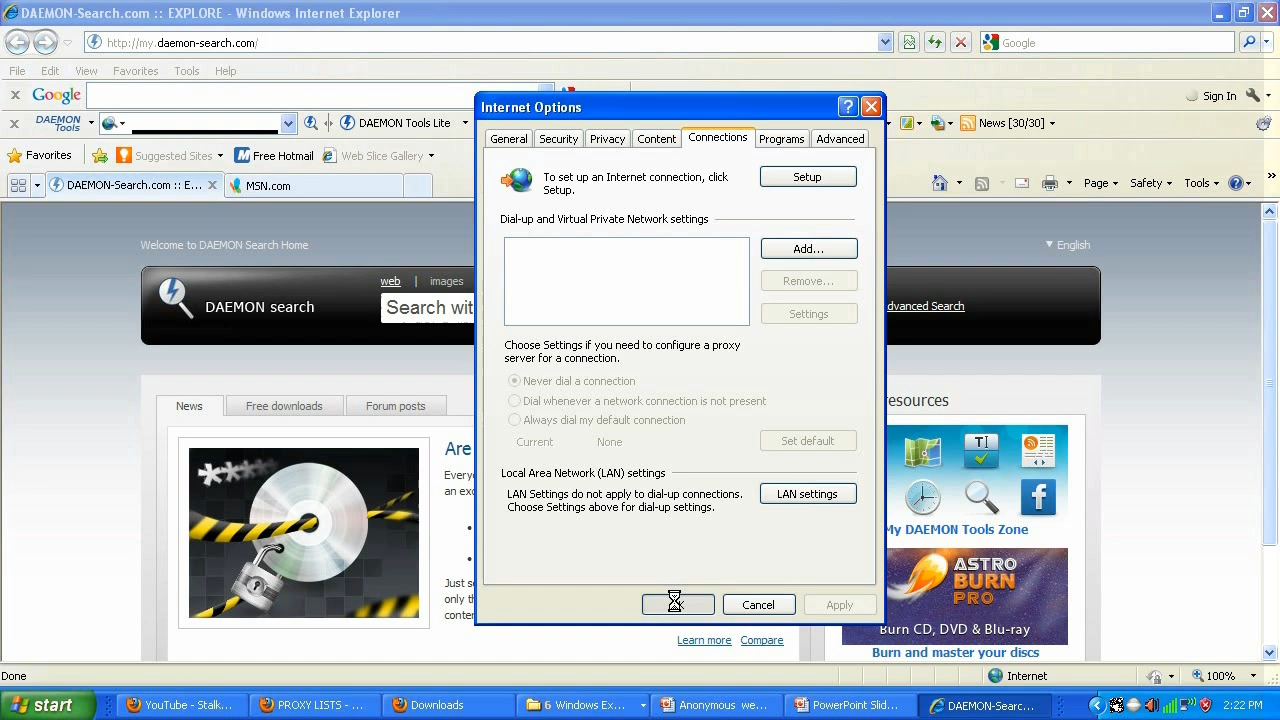 DAEMON-Search.com :: EXPLORE - Windows Internet Explorer
http://my.daemon-search.com/
Google
File Edit View Favorites Tools Help
Google
Sign In
DAEMON Tools
DAEMON Tools Lite
News [30/30]
Favorites
Suggested Sites
Free Hotmail
Web Slice Gallery
DAEMON-Search.com :: E...
MSN.com
Page Safety Tools
Welcome to DAEMON Search Home
English
DAEMON search
web | images
Search wit
dvanced Search
News
Free downloads
Forum posts
Are
Every
an exc
Just s
only th
conter
Learn more
Compare
esources
My DAEMON Tools Zone
ASTRO
BURN
PRO
Burn CD, DVD & Blu-ray
Burn and master your discs
Internet Options
General Security Privacy Content Connections Programs Advanced
To set up an Internet connection, click
Setup.
Setup
Dial-up and Virtual Private Network settings
Add...
Remove...
Settings
Choose Settings if you need to configure a proxy
server for a connection.
Never dial a connection
Dial whenever a network connection is not present
Always dial my default connection
Current None
Set default
Local Area Network (LAN) settings
LAN Settings do not apply to dial-up connections.
Choose Settings above for dial-up settings.
LAN settings
Cancel
Apply
Done
Internet
100%
start
YouTube - Stalk...
PROXY LISTS - ...
Downloads
6 Windows Ex...
Anonymous we...
PowerPoint Slid...
DAEMON-Searc...
2:22 PM